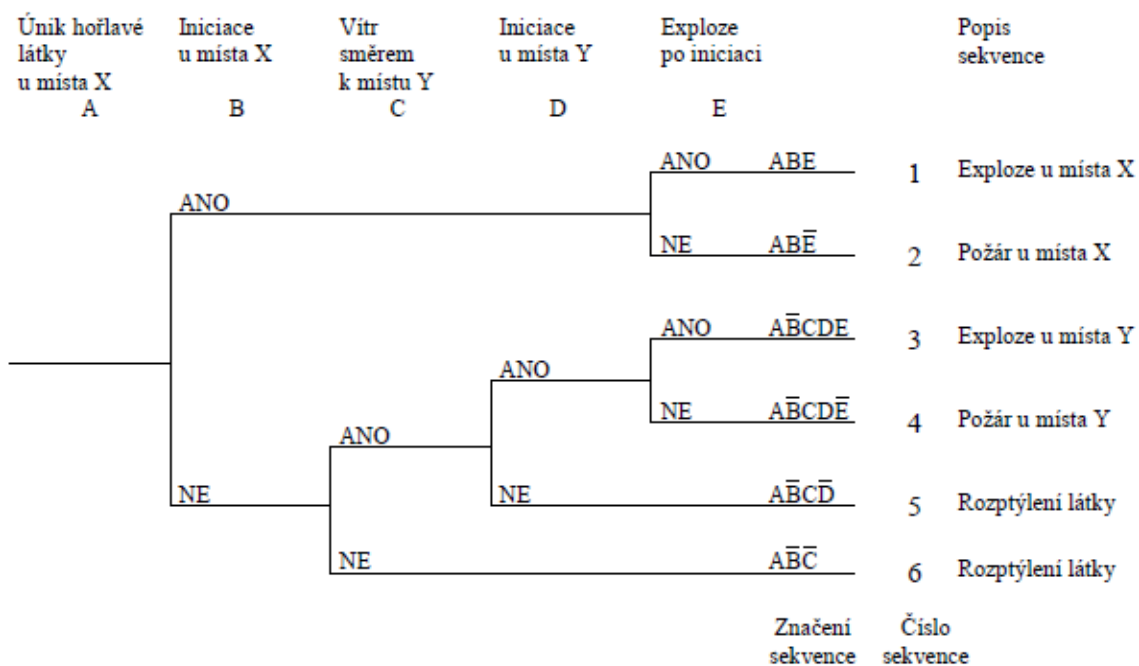 Únik hořlavé
látky
u místa X
A
Iniciace
u místa X
B
Vítr
směrem
k místu Y
C
Iniciace
u místa Y
D
Exploze
po iniciaci
E
Popis
sekvence
ANO ABE 1 Exploze u místa X
ANO
NE ABE̅ 2 Požár u místa X
ANO AB̅CDE 3 Exploze u místa Y
ANO
NE AB̅CDE̅ 4 Požár u místa Y
ANO
NE
NE AB̅CD̅ 5 Rozptýlení látky
NE AB̅C̅ 6 Rozptýlení látky
Značení
sekvence
Číslo
sekvence